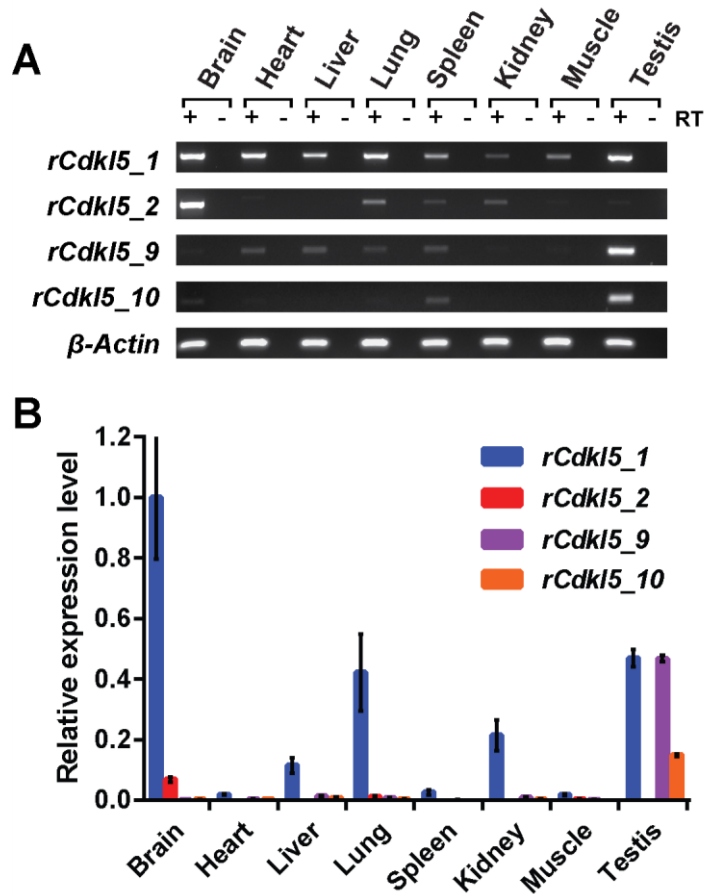 A
Brain Heart Liver Lung Spleen Kidney Muscle Testis
+ - + - + - + - + - + - + - + - RT
rCdkl5_1
rCdkl5_2
rCdkl5_9
rCdkl5_10
β-Actin
B
Relative expression level
1.2
1.0
0.8
0.6
0.4
0.2
0.0
rCdkl5_1
rCdkl5_2
rCdkl5_9
rCdkl5_10
Brain Heart Liver Lung Spleen Kidney Muscle Testis